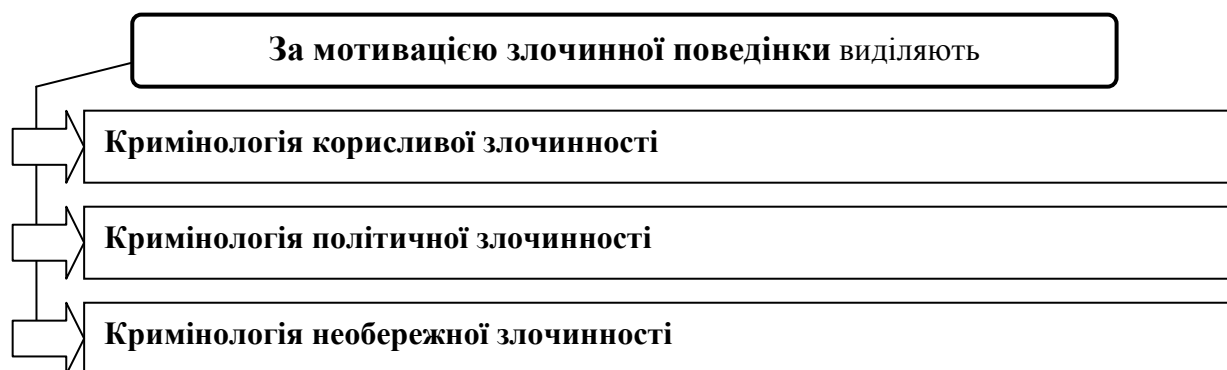 За мотивацією злочинної поведінки виділяють
Кримінологія корисливої злочинності
Кримінологія політичної злочинності
Кримінологія необережної злочинності